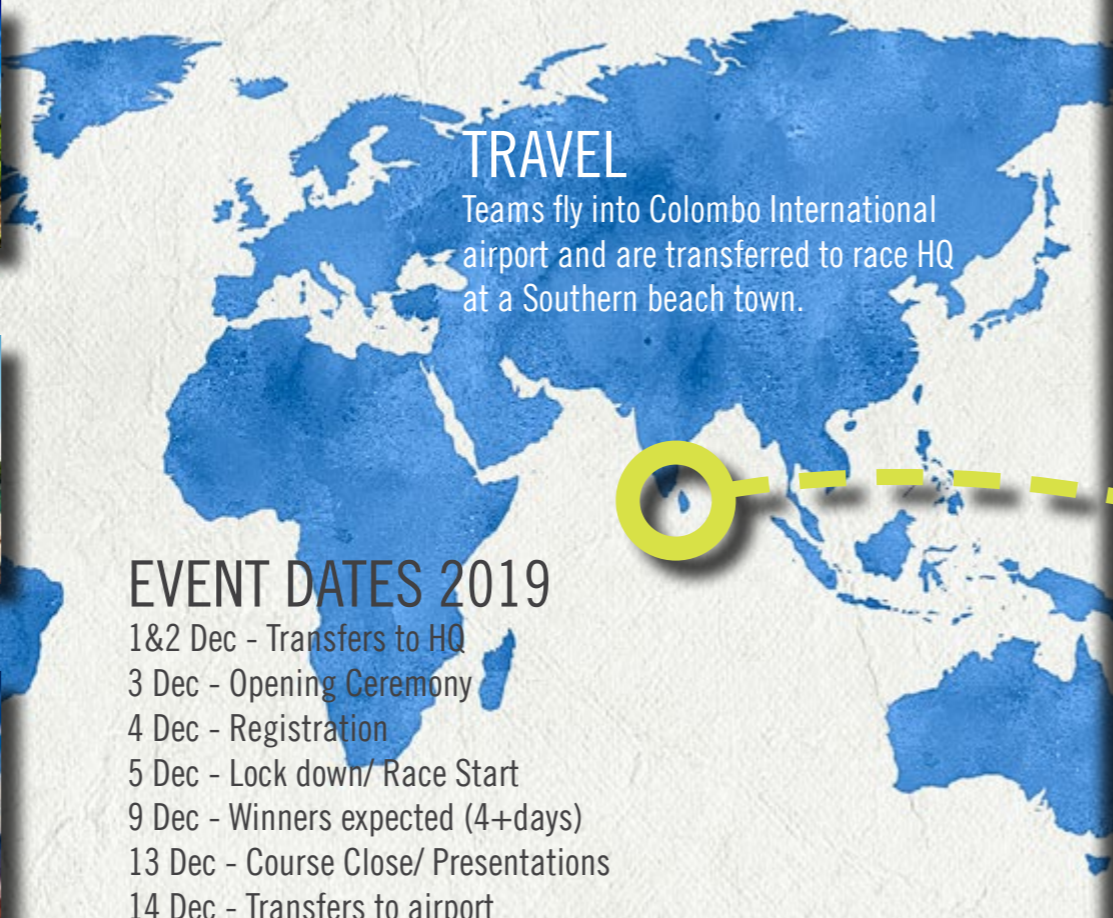 TRAVEL
Teams fly into Colombo International
airport and are transferred to race HQ
at a Southern beach town.
EVENT DATES 2019
1&2 Dec - Transfers to HQ
3 Dec - Opening Ceremony
4 Dec - Registration
5 Dec - Lock down/ Race Start
9 Dec - Winners expected (4+days)
13 Dec - Course Close/ Presentations
14 Dec - Transfers to airport